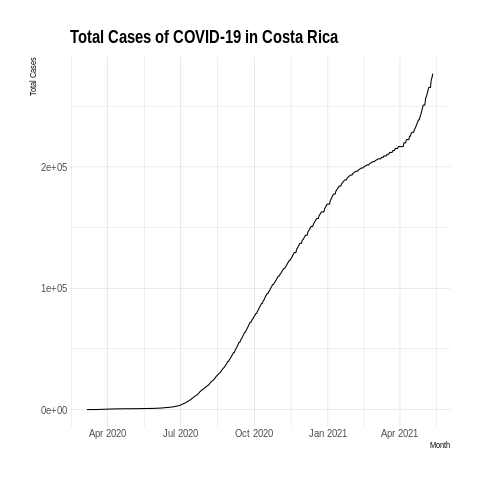 Total Cases of COVID-19 in Costa Rica
Total Cases
2e+05
1e+05
0e+00
Apr 2020 Jul 2020 Oct 2020 Jan 2021 Apr 2021
Month